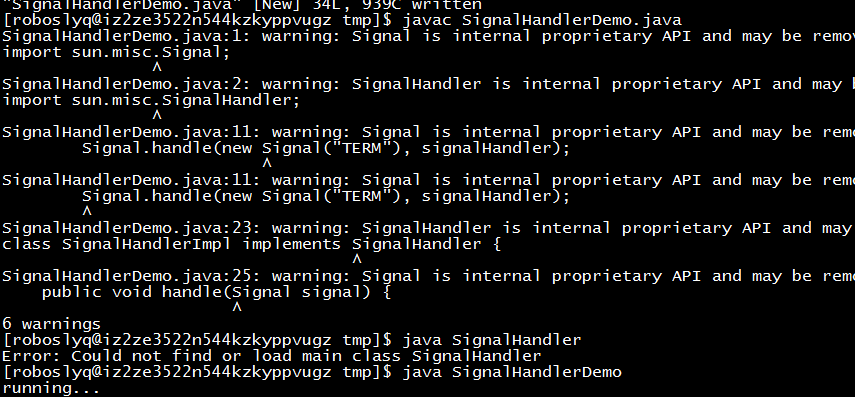 "SignalHandlerDemo.java" [New] 34L, 939C written
[roboslyq@iz2ze3522n544kzkyppvugz tmp]$ javac SignalHandlerDemo.java
SignalHandlerDemo.java:1: warning: Signal is internal proprietary API and may be remov
import sun.misc.Signal;
^
SignalHandlerDemo.java:2: warning: SignalHandler is internal proprietary API and may b
import sun.misc.SignalHandler;
^
SignalHandlerDemo.java:11: warning: Signal is internal proprietary API and may be remo
Signal.handle(new Signal("TERM"), signalHandler);
^
SignalHandlerDemo.java:11: warning: Signal is internal proprietary API and may be remo
Signal.handle(new Signal("TERM"), signalHandler);
^
SignalHandlerDemo.java:23: warning: SignalHandler is internal proprietary API and may
class SignalHandlerImpl implements SignalHandler {
^
SignalHandlerDemo.java:25: warning: Signal is internal proprietary API and may be remo
public void handle(Signal signal) {
^
6 warnings
[roboslyq@iz2ze3522n544kzkyppvugz tmp]$ java SignalHandler
Error: Could not find or load main class SignalHandler
[roboslyq@iz2ze3522n544kzkyppvugz tmp]$ java SignalHandlerDemo
running...